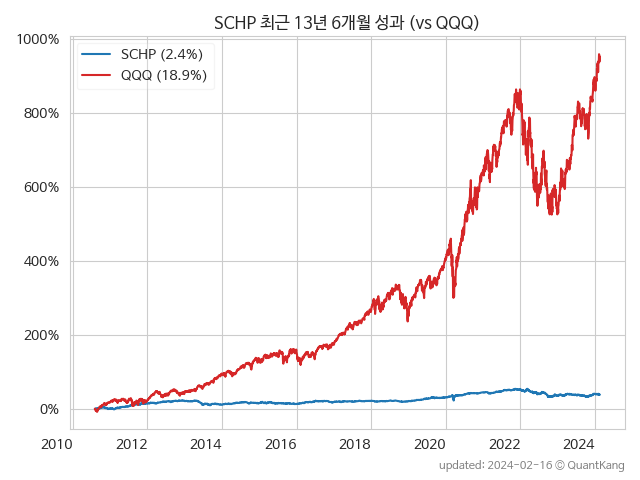 SCHP 최근 13년 6개월 성과 (vs QQQ)
SCHP (2.4%)
QQQ (18.9%)
1000%
800%
600%
400%
200%
0%
2010 2012 2014 2016 2018 2020 2022 2024
updated: 2024-02-16 © QuantKang